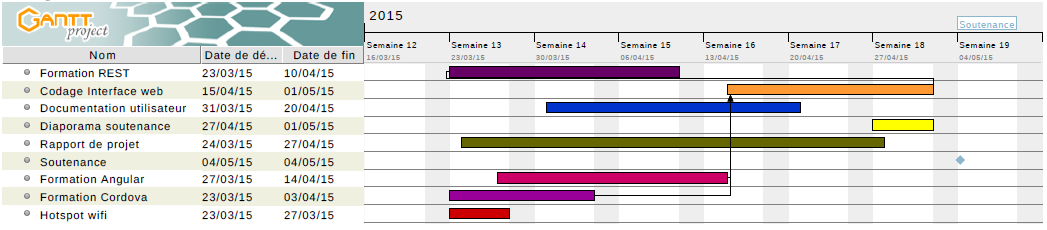 GANTT
project
2015
Soutenance
Nom Date de dé... Date de fin
Semaine 12 Semaine 13 Semaine 14 Semaine 15 Semaine 16 Semaine 17 Semaine 18 Semaine 19
16/03/15 23/03/15 30/03/15 06/04/15 13/04/15 20/04/15 27/04/15 04/05/15
Formation REST 23/03/15 10/04/15
Codage Interface web 15/04/15 01/05/15
Documentation utilisateur 31/03/15 20/04/15
Diaporama soutenance 27/04/15 01/05/15
Rapport de projet 24/03/15 27/04/15
Soutenance 04/05/15 04/05/15
Formation Angular 27/03/15 14/04/15
Formation Cordova 23/03/15 03/04/15
Hotspot wifi 23/03/15 27/03/15